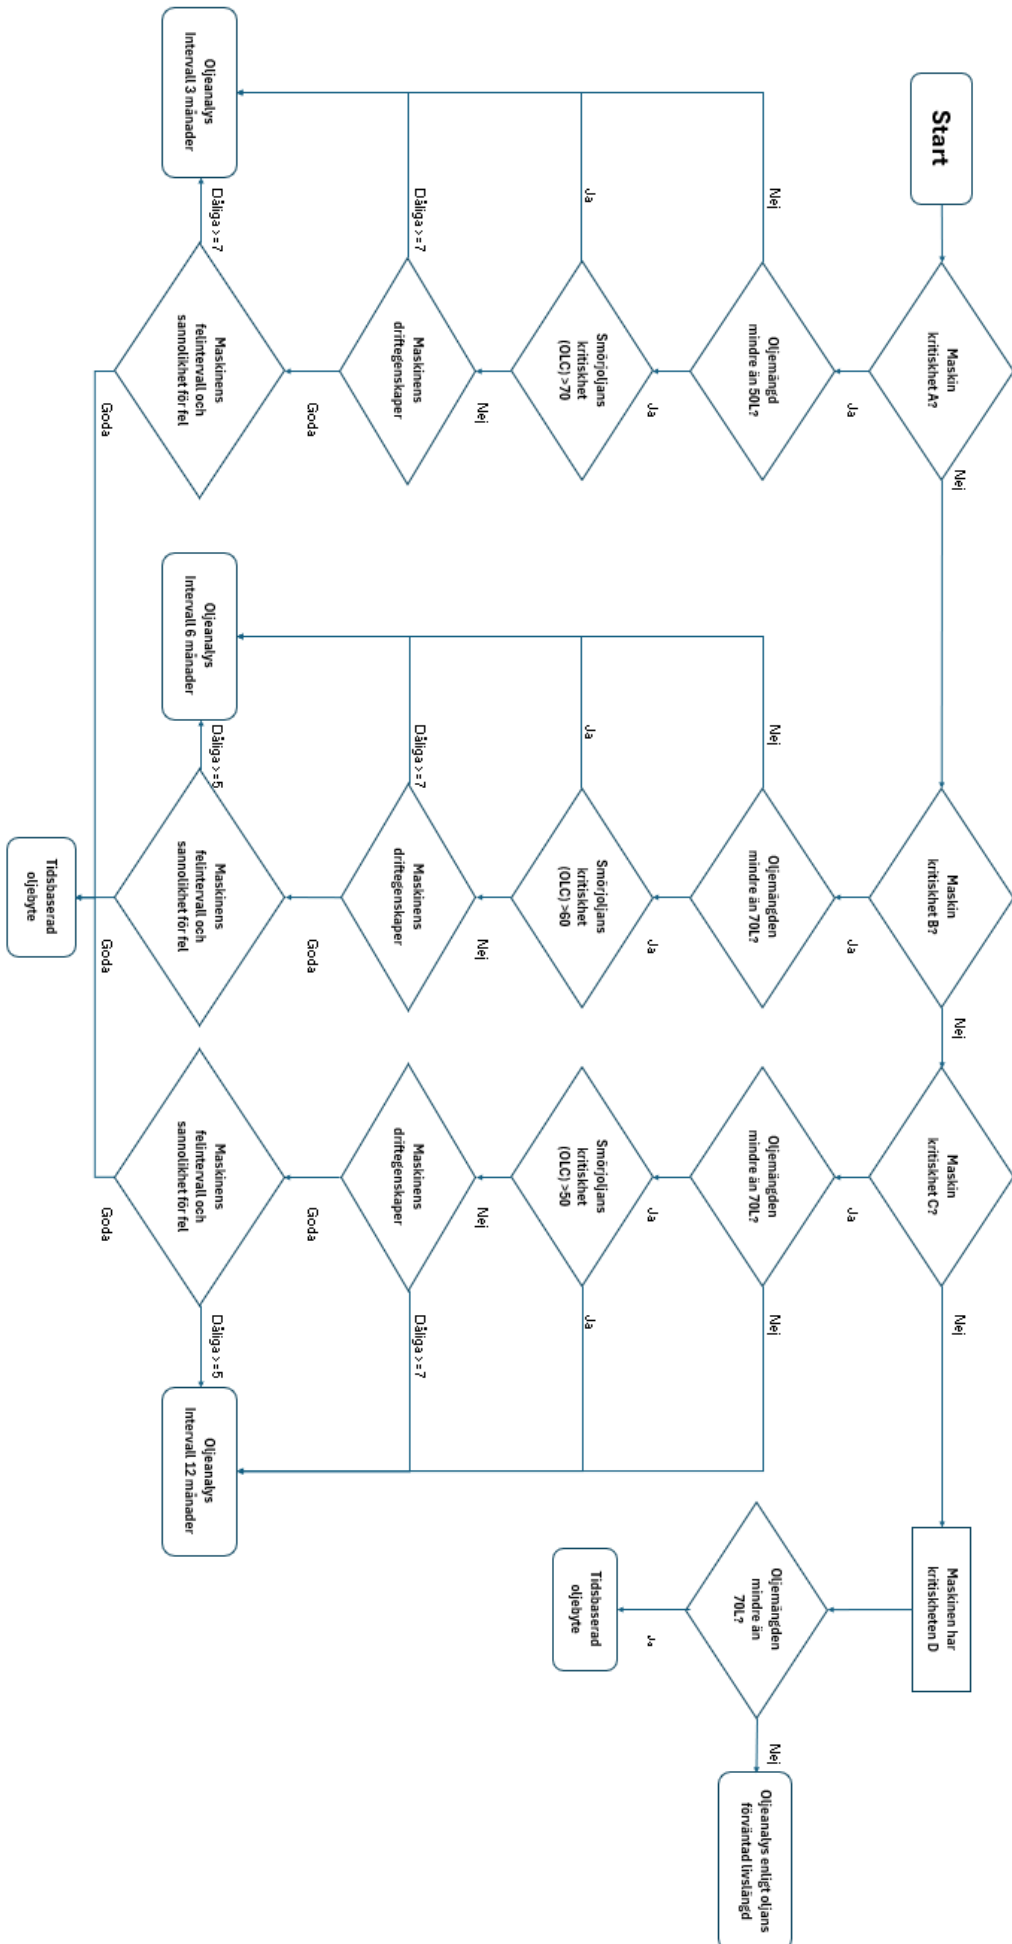 Start
Maskin
kritiskhet A?
Nej
Maskin
kritiskhet B?
Nej
Maskin
kritiskhet C?
Nej
Maskinen har
kritiskheten D
Ja
Ja
Ja
Nej
Oljemängd
mindre än 50L?
Nej
Oljemängden
mindre än 70L?
Oljemängden
mindre än 70L?
Nej
Oljemängden
mindre än
70L?
Nej
Oljeanalys enligt oljans
förväntad livslängd
Ja
Ja
Ja
Ja
Ja
Smörjoljans
kritiskhet
(OLC) >70
Ja
Smörjoljans
kritiskhet
(OLC) >60
Smörjoljans
kritiskhet
(OLC) >50
Ja
Tidsbaserad
oljebyte
Nej
Nej
Nej
Dåliga >=7
Maskinens
driftegenskaper
Dåliga >=7
Maskinens
driftegenskaper
Maskinens
driftegenskaper
Dåliga >=7
Goda
Goda
Goda
Oljeanalys
Intervall 3 månader
Dåliga >=7
Maskinens
felintervall och
sannolikhet för fel
Oljeanalys
Intervall 6 månader
Dåliga >=5
Maskinens
felintervall och
sannolikhet för fel
Maskinens
felintervall och
sannolikhet för fel
Dåliga >=5
Oljeanalys
Intervall 12 månader
Goda
Goda
Goda
Tidsbaserad
oljebyte